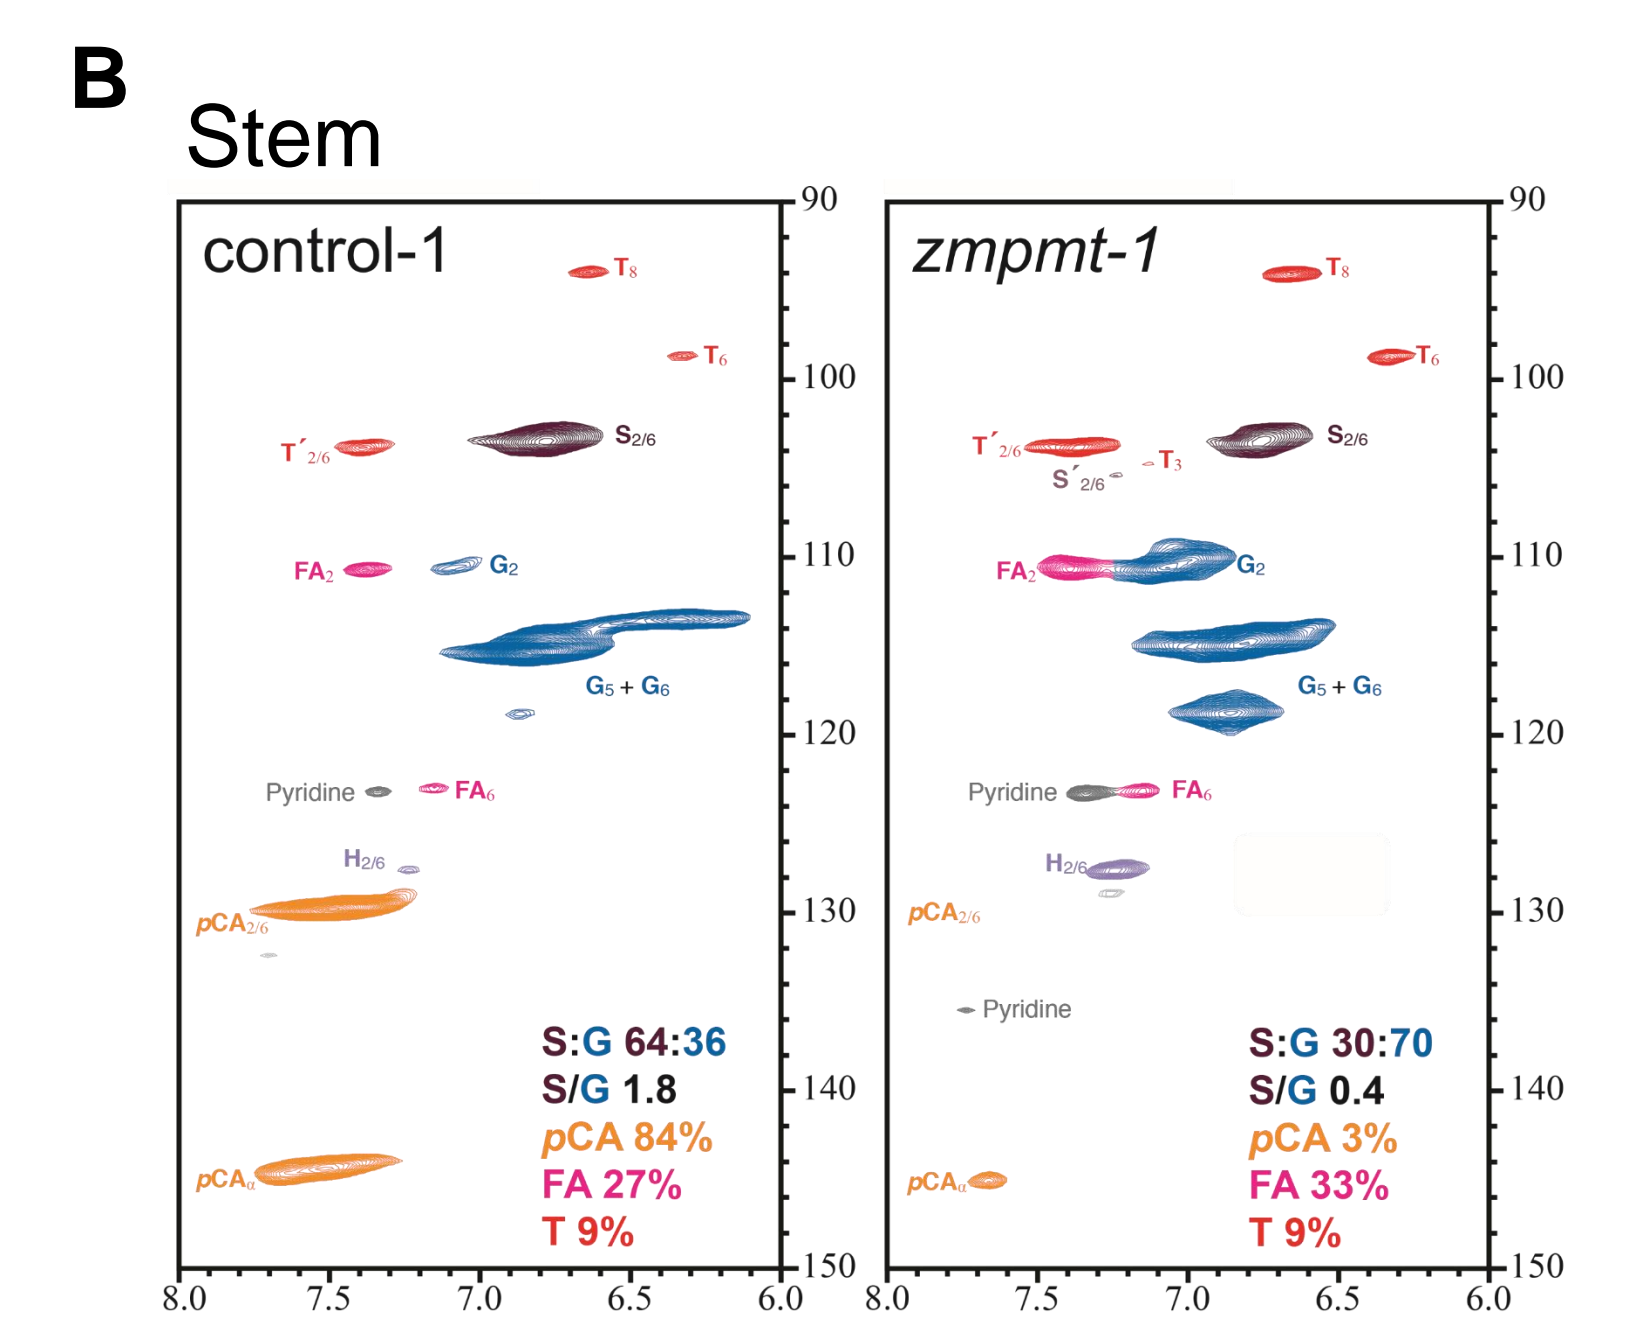 B
Stem
control-1
T8
T6
T´2/6
S2/6
FA2
G2
G5 + G6
Pyridine
FA6
H2/6
pCA2/6
pCAα
S:G 64:36
S/G 1.8
pCA 84%
FA 27%
T 9%
90
100
110
120
130
140
150
8.0 7.5 7.0 6.5 6.0
zmpmt-1
T8
T6
T´2/6
T3
S´2/6
S2/6
FA2
G2
G5 + G6
Pyridine
FA6
H2/6
pCA2/6
Pyridine
pCAα
S:G 30:70
S/G 0.4
pCA 3%
FA 33%
T 9%
90
100
110
120
130
140
150
8.0 7.5 7.0 6.5 6.0